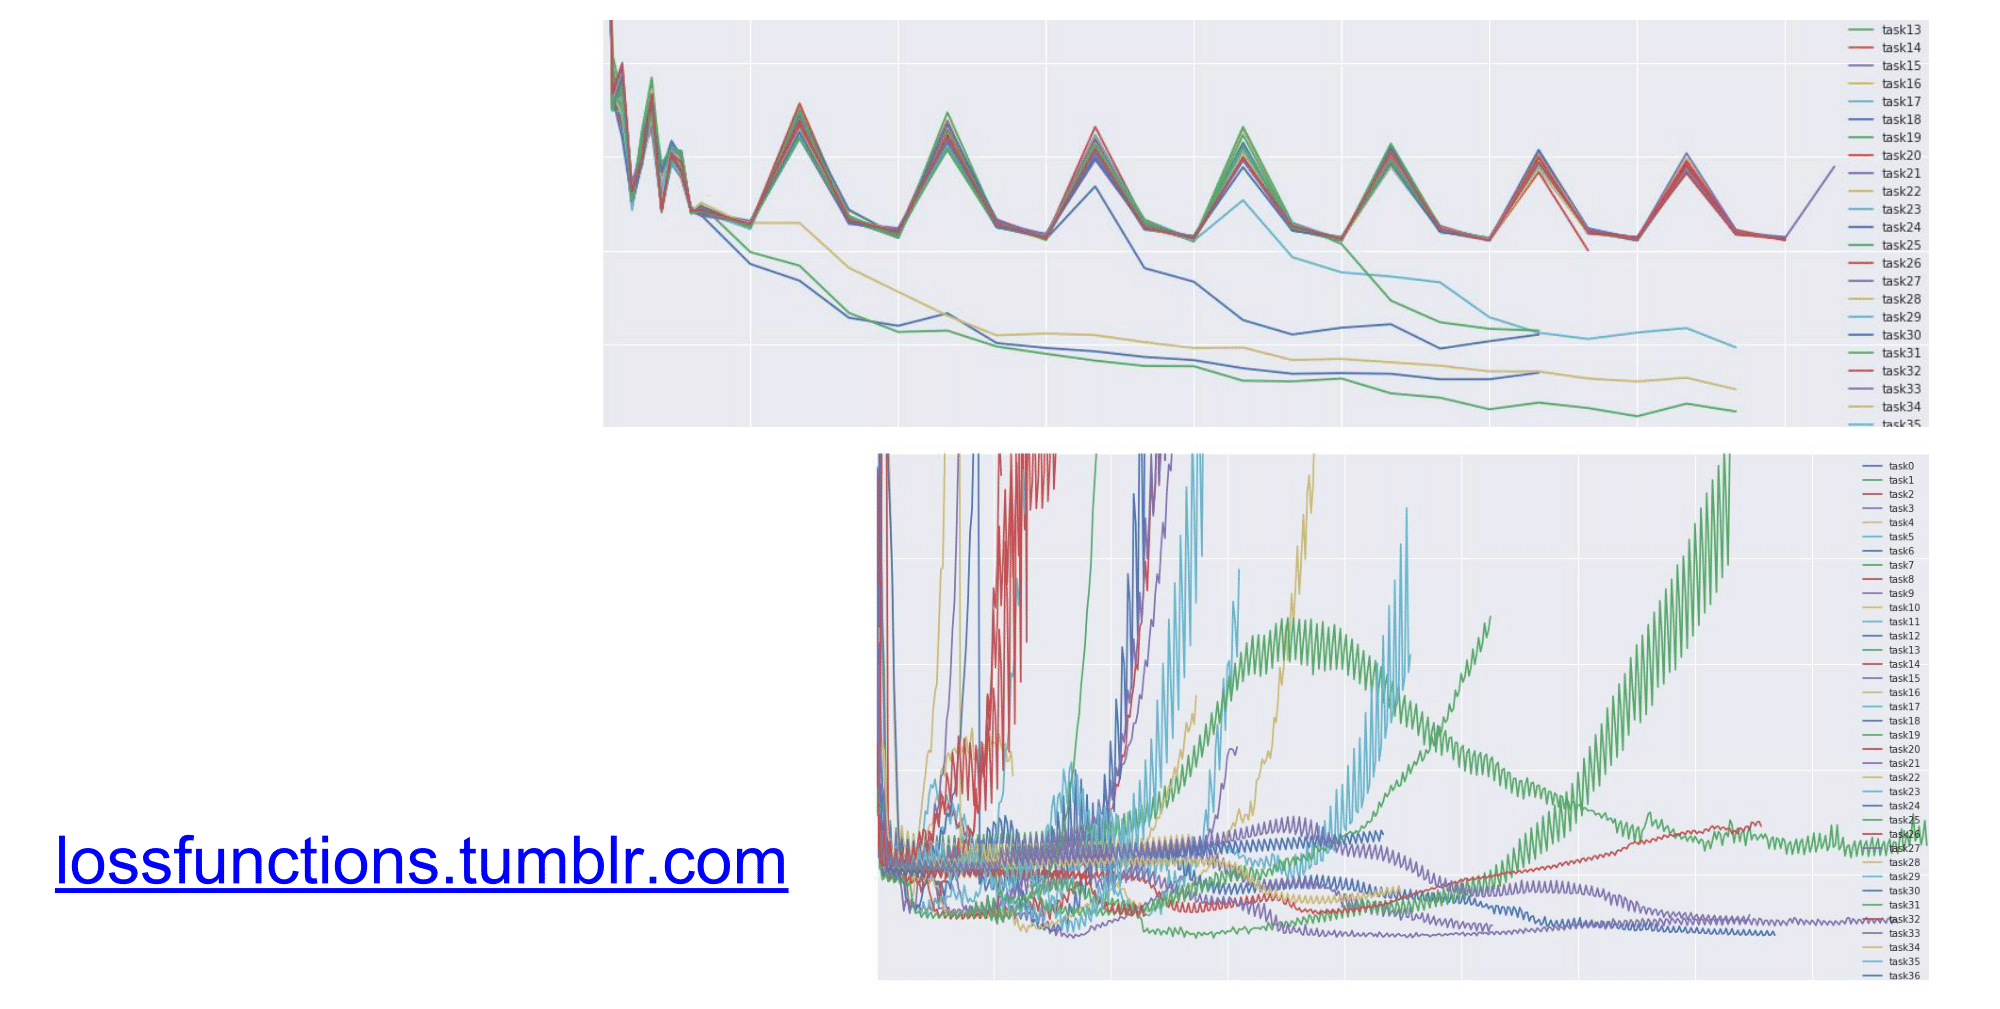 task13
task14
task15
task16
task17
task18
task19
task20
task21
task22
task23
task24
task25
task26
task27
task28
task29
task30
task31
task32
task33
task34
task35
lossfunctions.tumblr.com
task0
task1
task2
task3
task4
task5
task6
task7
task8
task9
task10
task11
task12
task13
task14
task15
task16
task17
task18
task19
task20
task21
task22
task23
task24
task25
task26
task27
task28
task29
task30
task31
task32
task33
task34
task35
task36